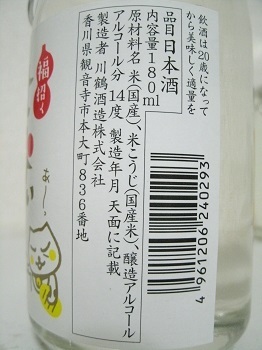 飲酒は20歳になって
から美味しく適量を
品目日本酒
内容量180ml
原材料名 米(国産)、米こうじ(国産米)、醸造アルコール
アルコール分 14度 製造年月 天面に記載
製造者 川鶴酒造株式会社
香川県観音寺市本大町836番地
福招く
あ〜
4961206240293